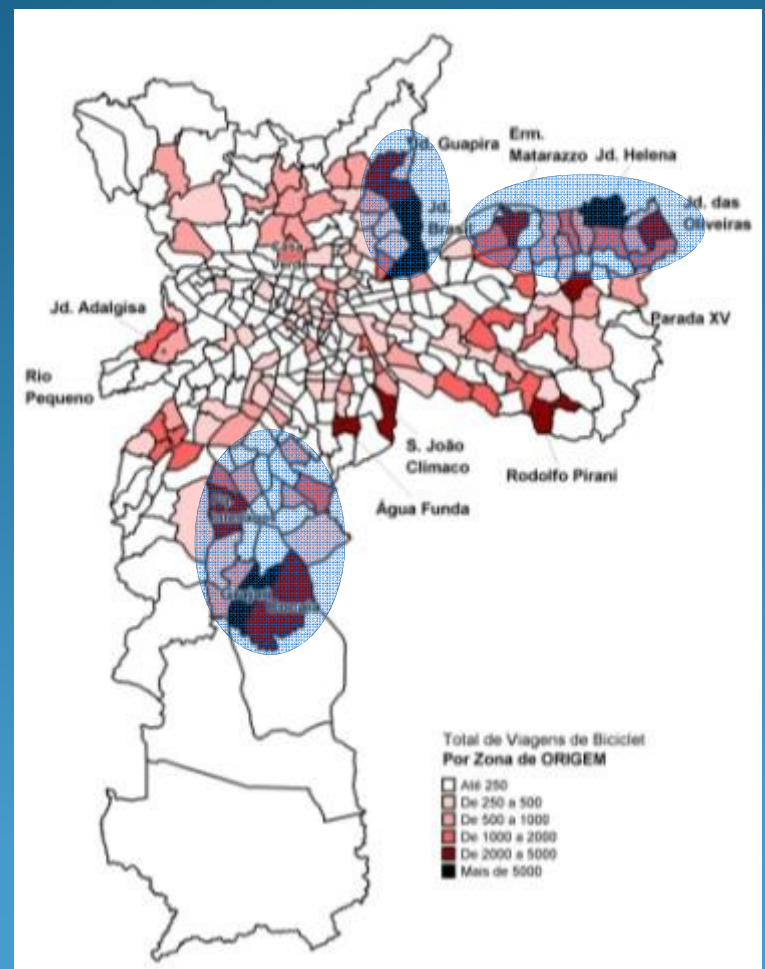 Jd. Guapira
Erm.
Matarazzo
Jd. Helena
Jd.
Brasil
Jd. das
Oliveiras
Casa
Jd. Adalgisa
Parada XV
Rio
Pequeno
S. João
Clímaco
Rodolfo Pirani
Água Funda
Grajaú
Total de Viagens de Biciclet
Por Zona de ORIGEM
Até 250
De 250 a 500
De 500 a 1000
De 1000 a 2000
De 2000 a 5000
Mais de 5000